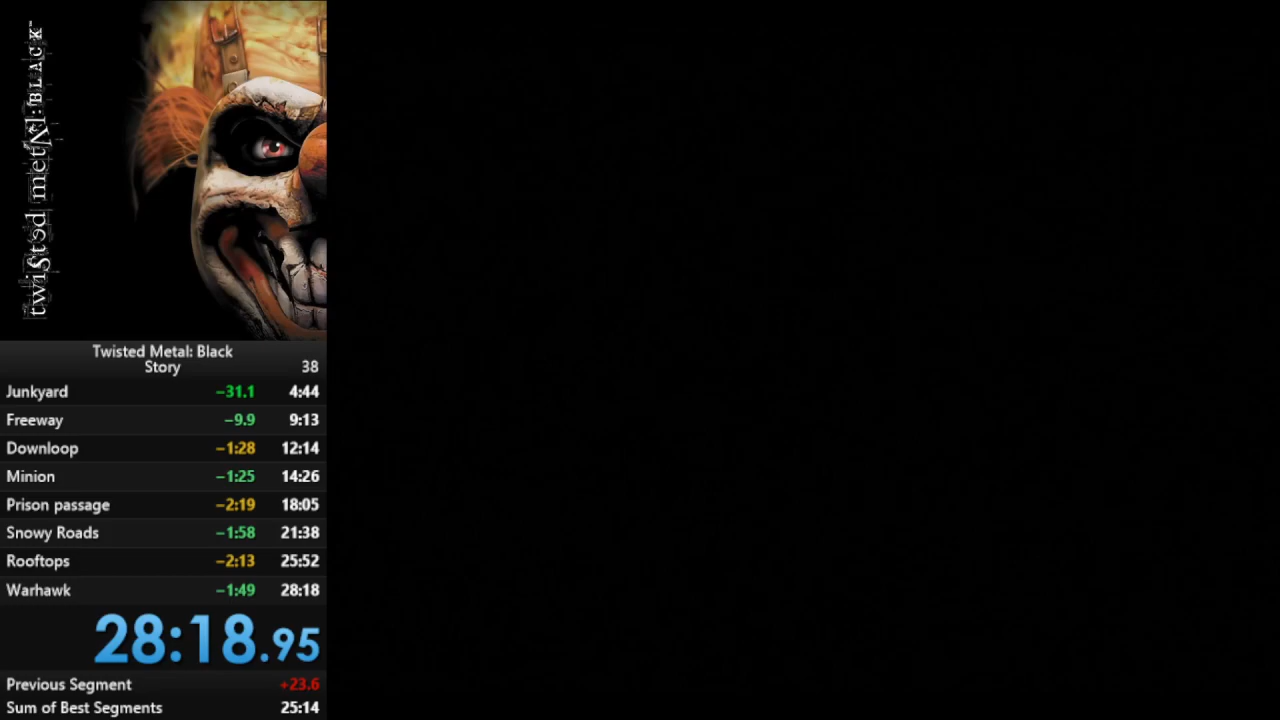 twisted metal: BLACK™
Twisted Metal: Black
Story 38
Junkyard −31.1 4:44
Freeway −9.9 9:13
Downloop −1:28 12:14
Minion −1:25 14:26
Prison passage −2:19 18:05
Snowy Roads −1:58 21:38
Rooftops −2:13 25:52
Warhawk −1:49 28:18
28:18.95
Previous Segment +23.6
Sum of Best Segments 25:14